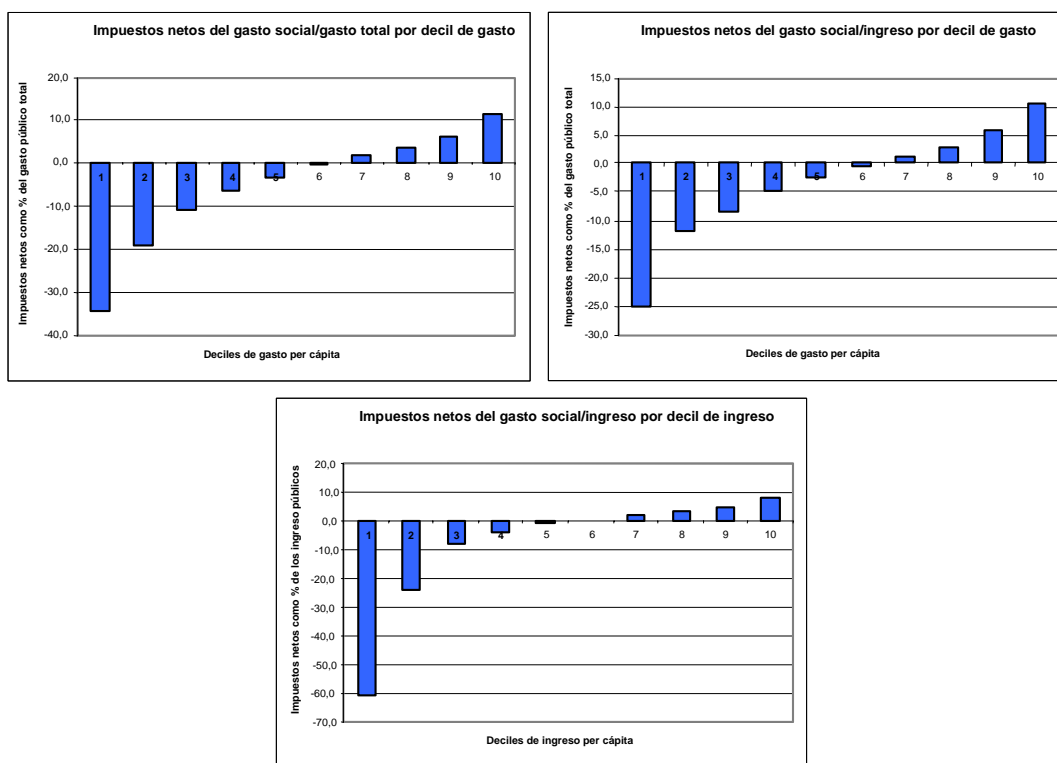 Impuestos netos del gasto social/gasto total por decil de gasto
Impuestos netos como % del gasto público total
20,0
10,0
0,0
-10,0
-20,0
-30,0
-40,0
1 2 3 4 5 6 7 8 9 10
Deciles de gasto per cápita
Impuestos netos del gasto social/ingreso por decil de gasto
Impuestos netos como % del gasto público total
15,0
10,0
5,0
0,0
-5,0
-10,0
-15,0
-20,0
-25,0
-30,0
1 2 3 4 5 6 7 8 9 10
Deciles de gasto per cápita
Impuestos netos del gasto social/ingreso por decil de ingreso
Impuestos netos como % de los ingreso públicos
20,0
10,0
0,0
-10,0
-20,0
-30,0
-40,0
-50,0
-60,0
-70,0
1 2 3 4 5 6 7 8 9 10
Deciles de ingreso per cápita